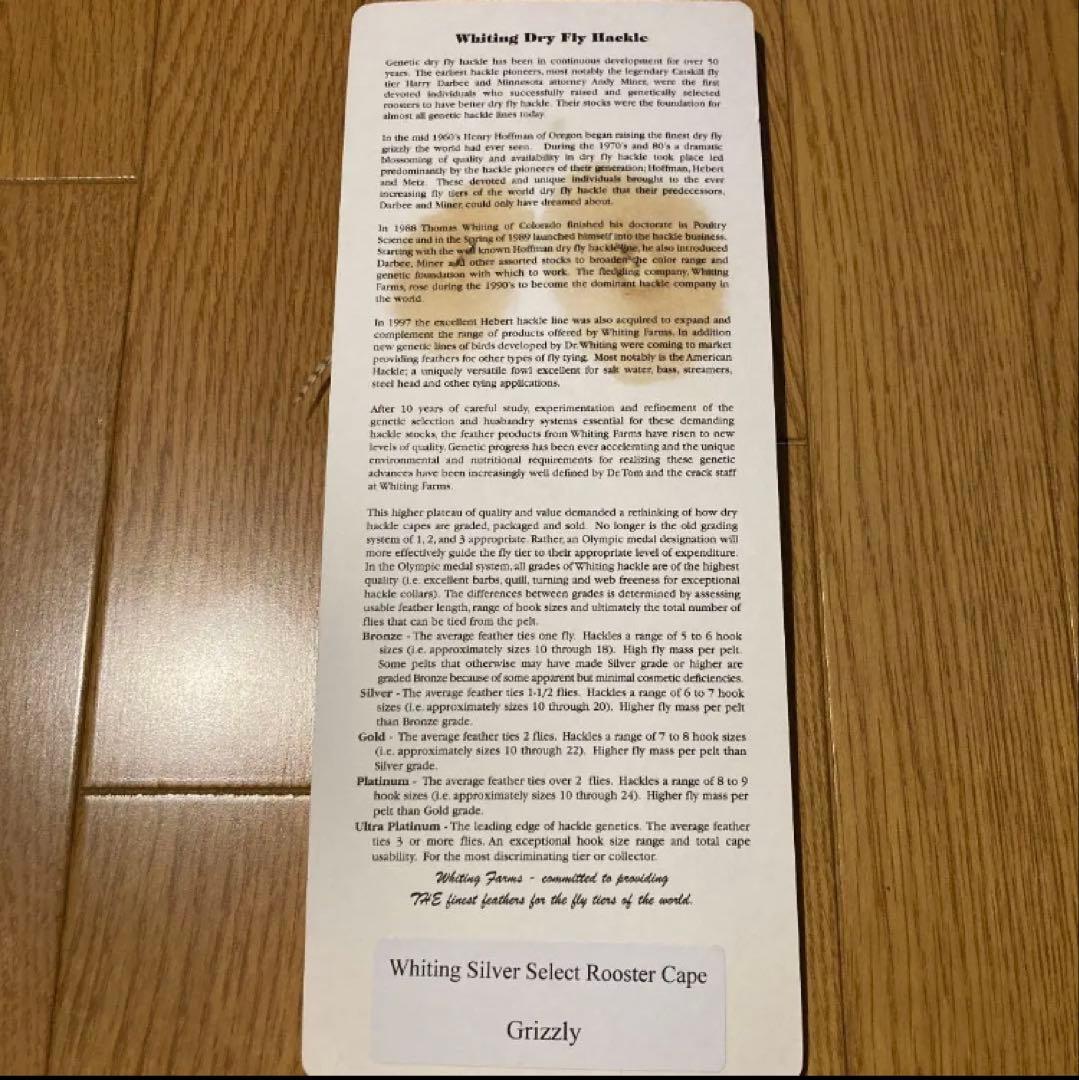 Whiting Dry Fly Hackle
Genetic dry fly hackle has been in continuous development for over 50
years. The earliest hackle pioneers, most notably the legendary Catskill fly
tier Harry Darbee and Minnesota attorney Andy Miner, were the first
devoted individuals who successfully raised and genetically selected
roosters to have better dry fly hackle. Their stocks were the foundation for
almost all genetic hackle lines today.
In the mid 1960's Henry Hoffman of Oregon began raising the finest dry fly
grizzly the world had ever seen. During the 1970's and 80's a dramatic
blossoming of quality and availability in dry fly hackle took place led
predominantly by the hackle pioneers of their generation; Hoffman, Hebert
and Metz. These devoted and unique individuals brought to the ever
increasing fly tiers of the world dry fly hackle that their predecessors,
Darbee and Miner, could only have dreamed about.
In 1988 Thomas Whiting of Colorado finished his doctorate in Poultry
Science and in the Spring of 1989 launched himself into the hackle business.
Starting with the well known Hoffman dry fly hackle line, he also introduced
Darbee, Miner and other assorted stocks to broaden the color range and
genetic foundation with which to work. The fledgling company, Whiting
Farms, rose during the 1990's to become the dominant hackle company in
the world.
In 1997 the excellent Hebert hackle line was also acquired to expand and
complement the range of products offered by Whiting Farms. In addition
new genetic lines of birds developed by Dr. Whiting were coming to market
providing feathers for other types of fly tying. Most notably is the American
Hackle; a uniquely versatile fowl excellent for salt water, bass, streamers,
steel head and other tying applications.
After 10 years of careful study, experimentation and refinement of the
genetic selection and husbandry systems essential for these demanding
hackle stocks, the feather products from Whiting Farms have risen to new
levels of quality. Genetic progress has been ever accelerating and the unique
environmental and nutritional requirements for realizing these genetic
advances have been increasingly well defined by Dr. Tom and the crack staff
at Whiting Farms.
This higher plateau of quality and value demanded a rethinking of how dry
hackle capes are graded, packaged and sold. No longer is the old grading
system of 1, 2, and 3 appropriate. Rather, an Olympic medal designation will
more effectively guide the fly tier to their appropriate level of expenditure.
In the Olympic medal system, all grades of Whiting hackle are of the highest
quality (i.e. excellent barbs, quill, turning and web freeness for exceptional
hackle collars). The differences between grades is determined by assessing
usable feather length, range of hook sizes and ultimately the total number of
flies that can be tied from the pelt.
Bronze - The average feather ties one fly. Hackles a range of 5 to 6 hook
sizes (i.e. approximately sizes 10 through 18). High fly mass per pelt.
Some pelts that otherwise may have made Silver grade or higher are
graded Bronze because of some apparent but minimal cosmetic deficiencies.
Silver - The average feather ties 1-1/2 flies. Hackles a range of 6 to 7 hook
sizes (i.e. approximately sizes 10 through 20). Higher fly mass per pelt
than Bronze grade.
Gold - The average feather ties 2 flies. Hackles a range of 7 to 8 hook sizes
(i.e. approximately sizes 10 through 22). Higher fly mass per pelt than
Silver grade.
Platinum - The average feather ties over 2 flies. Hackles a range of 8 to 9
hook sizes (i.e. approximately sizes 10 through 24). Higher fly mass per
pelt than Gold grade.
Ultra Platinum - The leading edge of hackle genetics. The average feather
ties 3 or more flies. An exceptional hook size range and total cape
usability. For the most discriminating tier or collector.
Whiting Farms - committed to providing
THE finest feathers for the fly tiers of the world.
Whiting Silver Select Rooster Cape
Grizzly